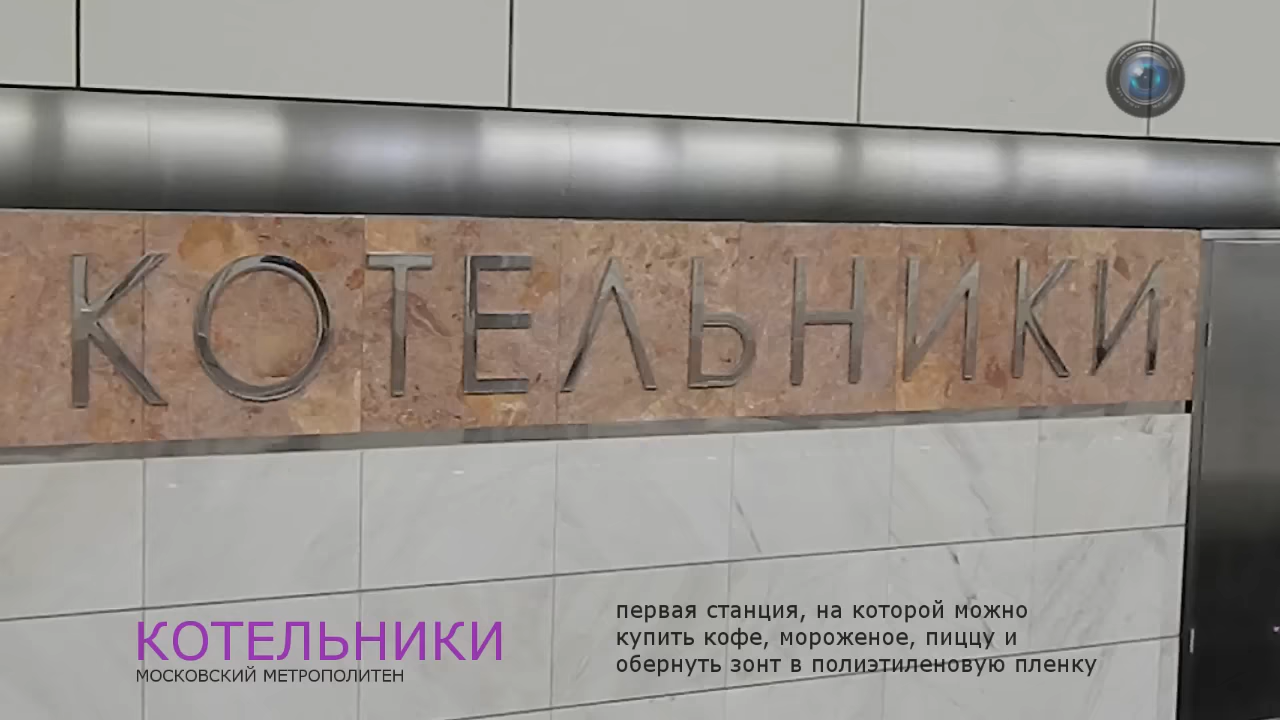 КОТЕЛЬНИКИ
КОТЕЛЬНИКИ
МОСКОВСКИЙ МЕТРОПОЛИТЕН
первая станция, на которой можно
купить кофе, мороженое, пиццу и
обернуть зонт в полиэтиленовую пленку